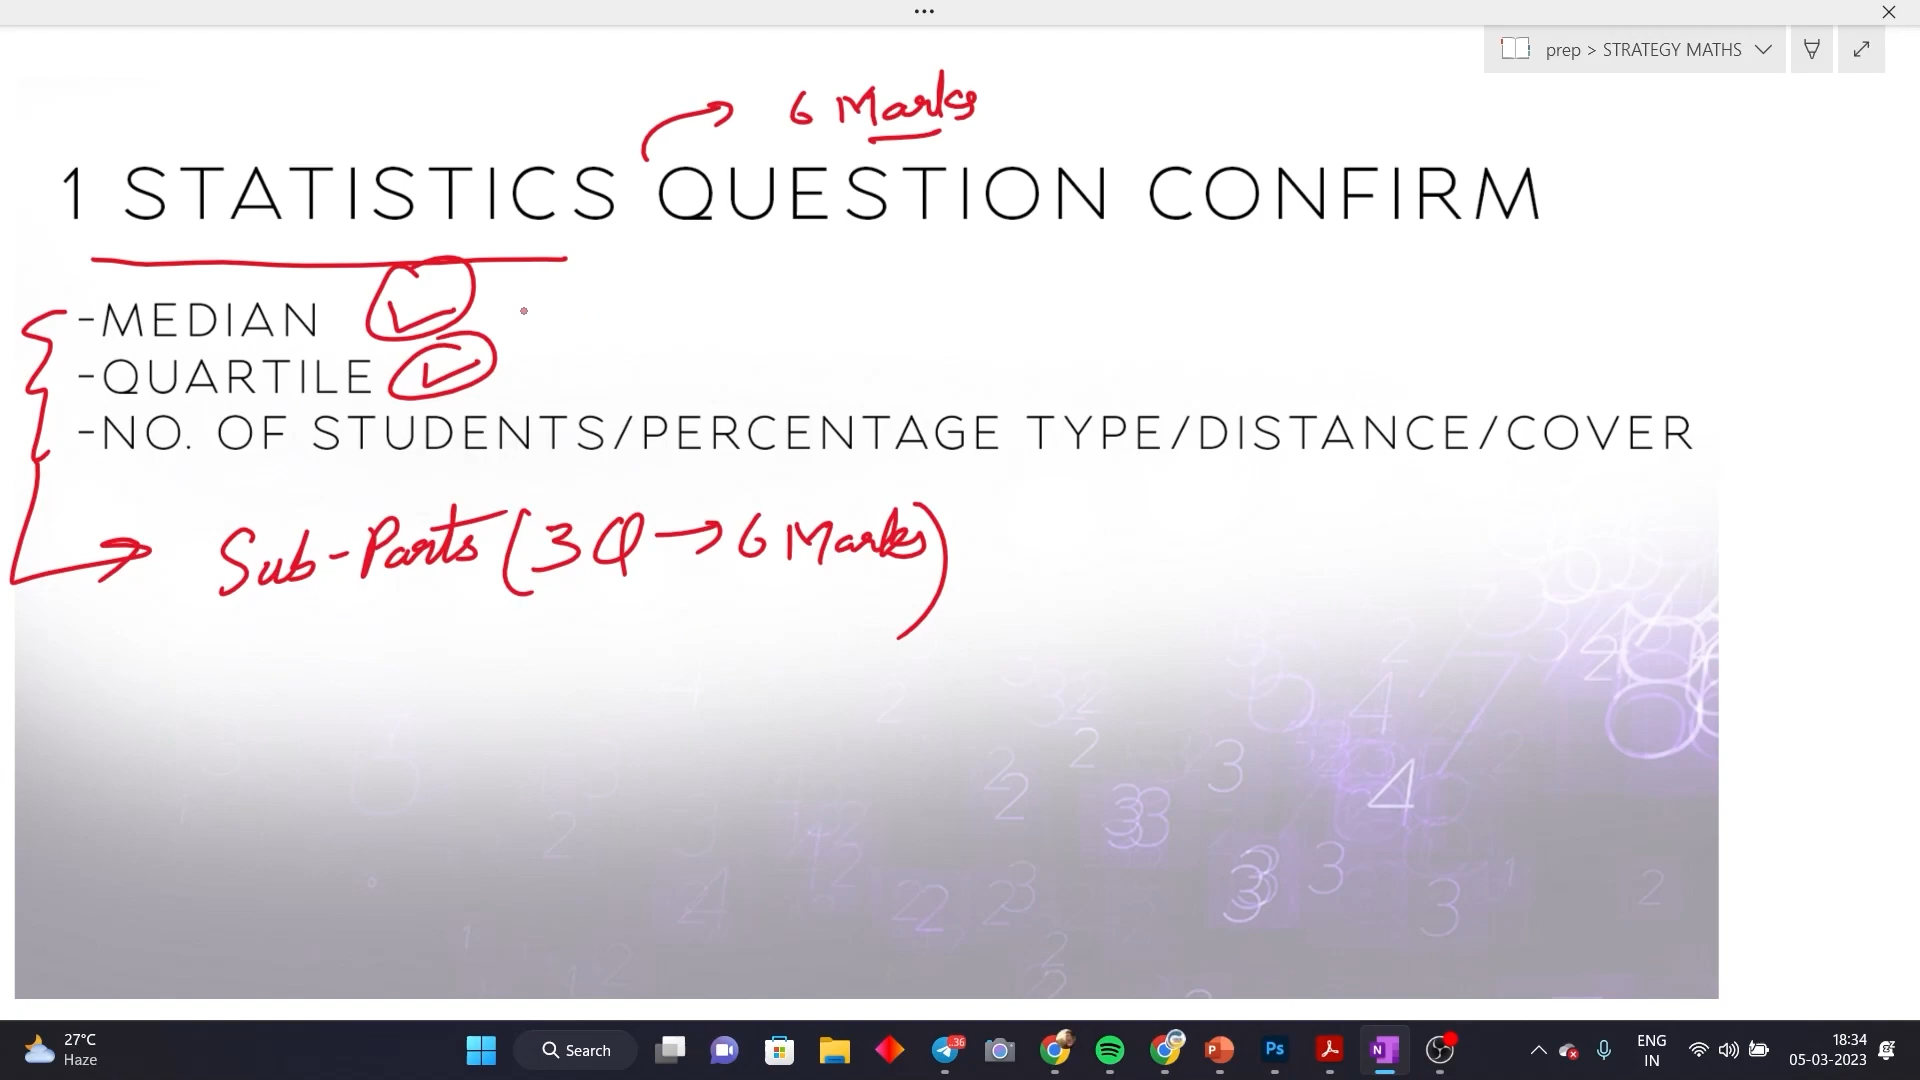 ...
prep > STRATEGY MATHS
6 Marks
1 STATISTICS QUESTION CONFIRM
-MEDIAN
-QUARTILE
-NO. OF STUDENTS/PERCENTAGE TYPE/DISTANCE/COVER
Sub-Parts (3Q → 6 Marks)
27°C
Haze
Search
36
ENG
IN
18:34
05-03-2023